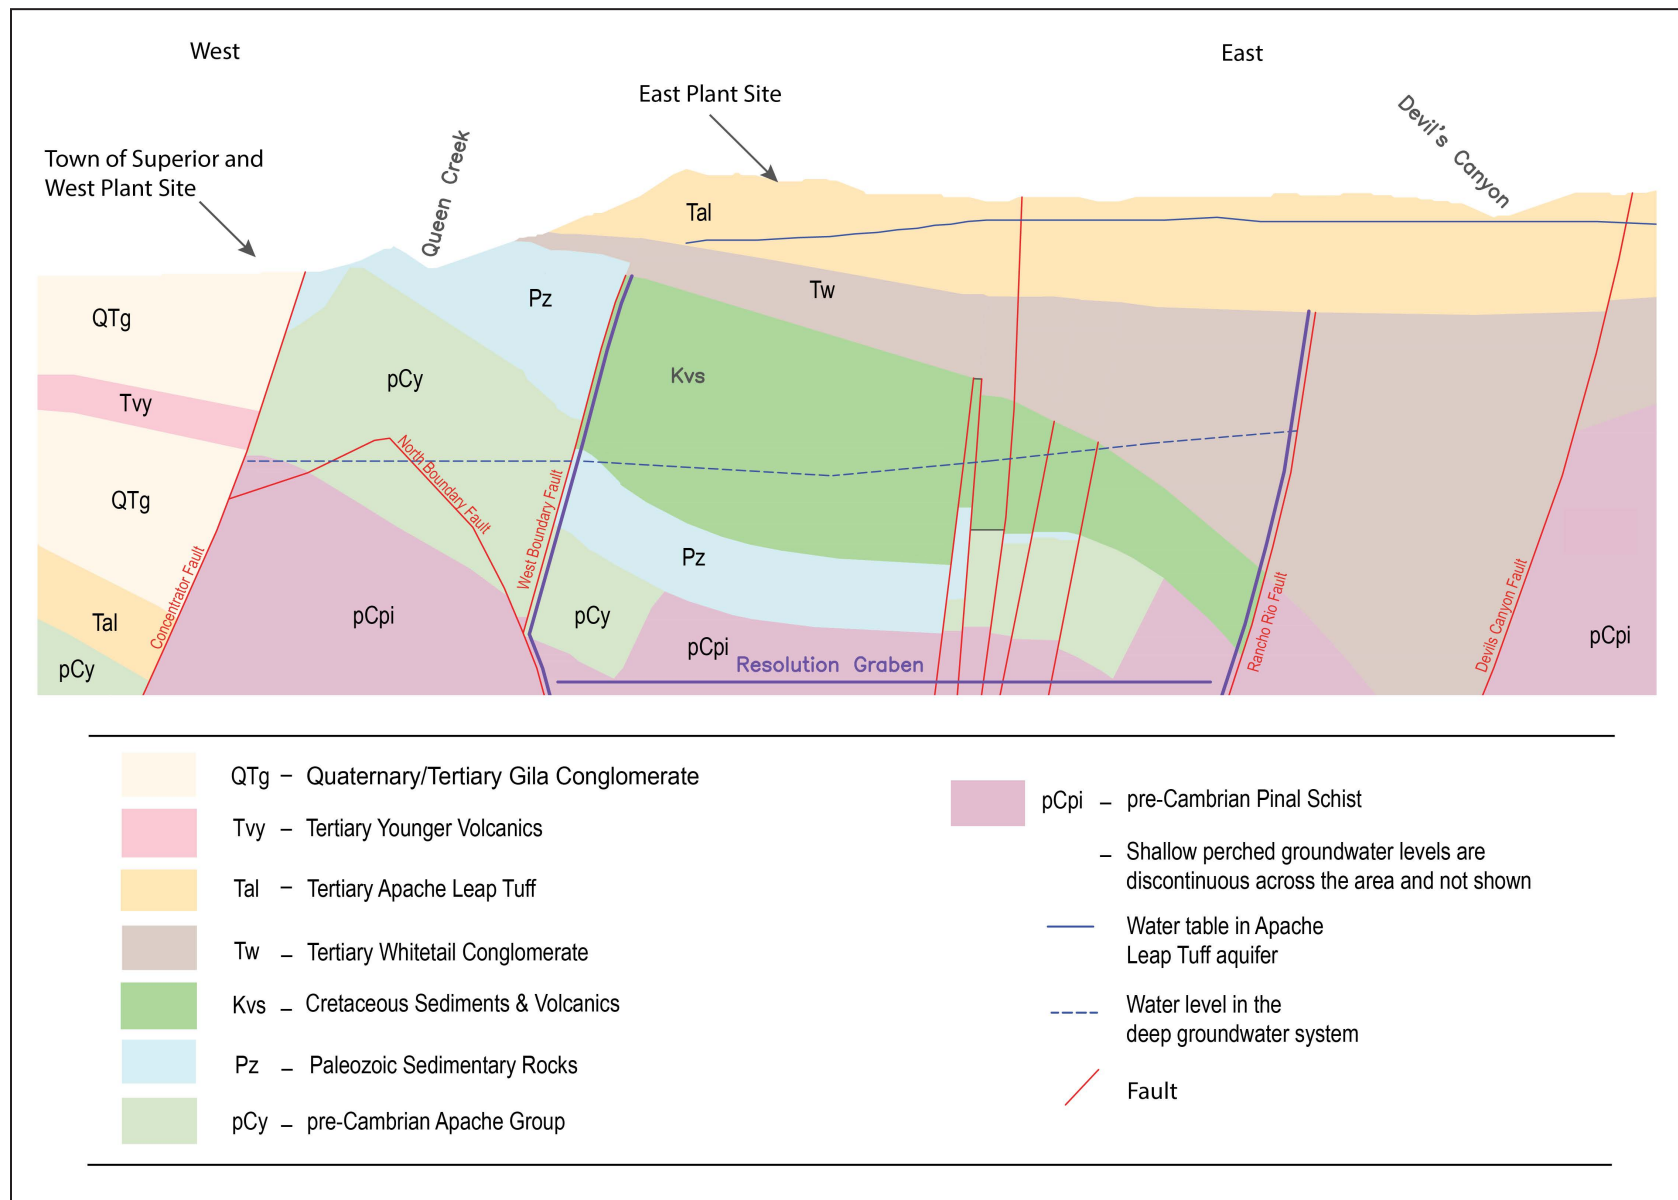 West
East
East Plant Site
Devil's Canyon
Queen Creek
Town of Superior and
West Plant Site
Tal
QTg
Pz
Tw
pCy
Kvs
Tvy
North Boundary Fault
QTg
West Boundary Fault
Pz
Concentrator Fault
Tal
pCpi
pCy
pCpi
Rancho Rio Fault
Devils Canyon Fault
pCpi
pCy
Resolution Graben
QTg – Quaternary/Tertiary Gila Conglomerate
Tvy – Tertiary Younger Volcanics
Tal – Tertiary Apache Leap Tuff
Tw – Tertiary Whitetail Conglomerate
Kvs – Cretaceous Sediments & Volcanics
Pz – Paleozoic Sedimentary Rocks
pCy – pre-Cambrian Apache Group
pCpi – pre-Cambrian Pinal Schist
– Shallow perched groundwater levels are
discontinuous across the area and not shown
Water table in Apache
Leap Tuff aquifer
Water level in the
deep groundwater system
Fault